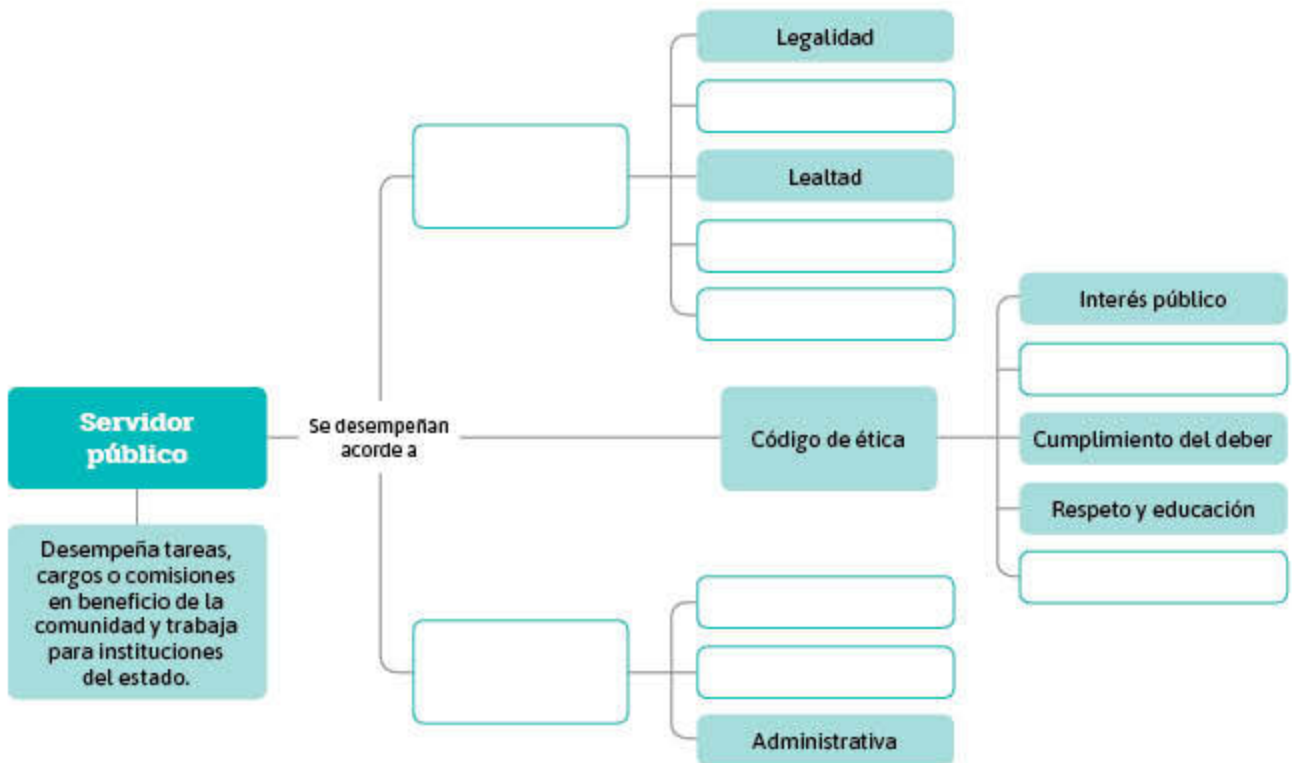 Legalidad
Lealtad
Interés público
Servidor
público
Se desempeñan
acorde a
Código de ética
Cumplimiento del deber
Respeto y educación
Desempeña tareas,
cargos o comisiones
en beneficio de la
comunidad y trabaja
para instituciones
del estado.
Administrativa